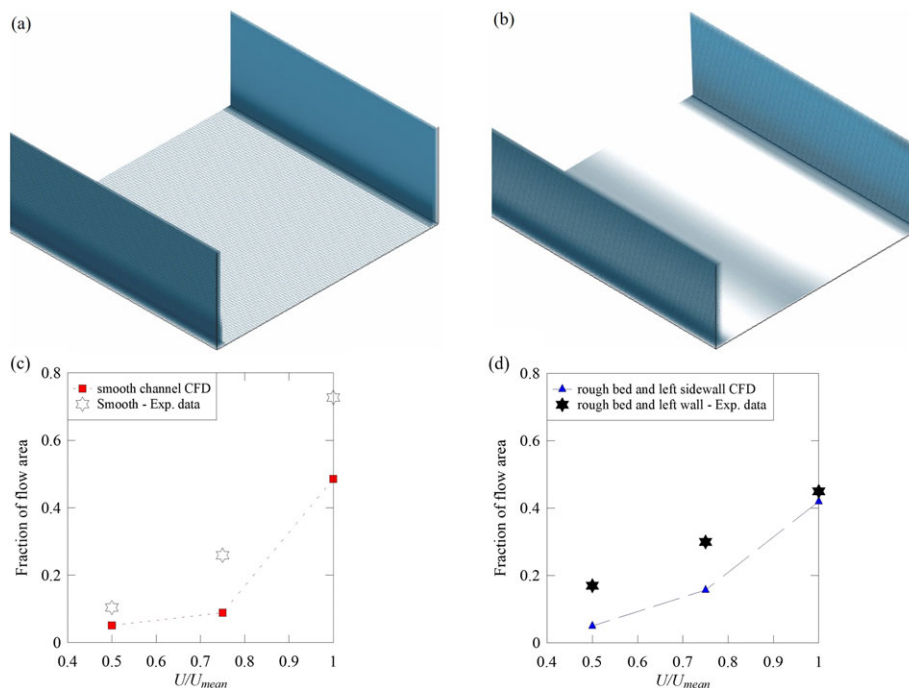 (a)
(b)
(c)
0.8
0.6
0.4
0.2
0
Fraction of flow area
smooth channel CFD
Smooth - Exp. data
0.4 0.5 0.6 0.7 0.8 0.9 1
U/Umean
(d)
0.8
0.6
0.4
0.2
0
Fraction of flow area
rough bed and left sidewall CFD
rough bed and left wall - Exp. data
0.4 0.5 0.6 0.7 0.8 0.9 1
U/Umean